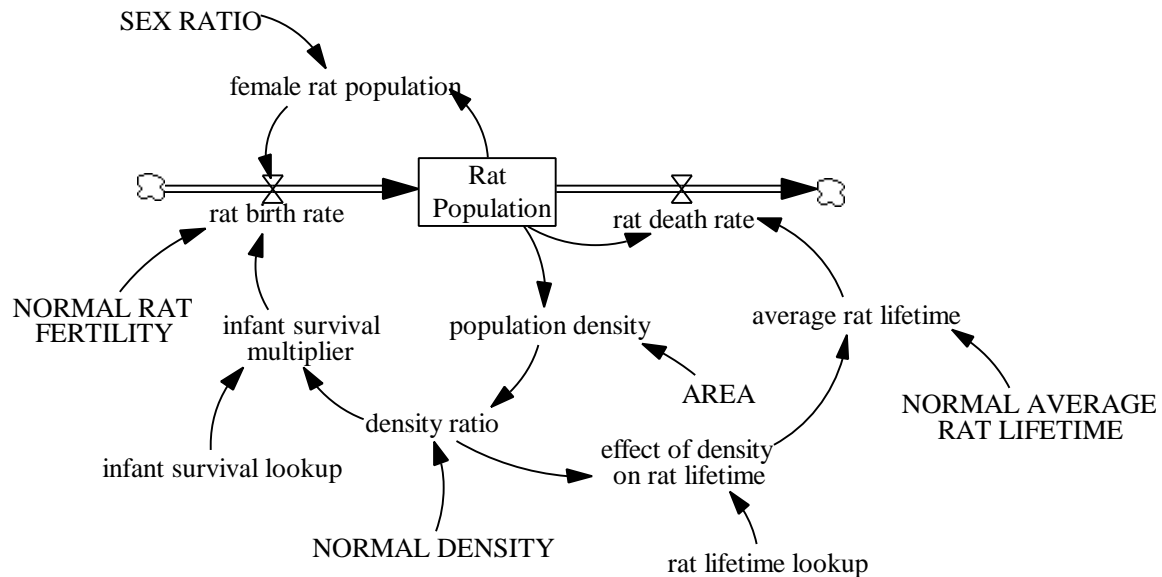 SEX RATIO
female rat population
Rat
Population
rat birth rate
rat death rate
NORMAL RAT
FERTILITY
infant survival
multiplier
population density
average rat lifetime
AREA
NORMAL AVERAGE
RAT LIFETIME
density ratio
infant survival lookup
effect of density
on rat lifetime
NORMAL DENSITY
rat lifetime lookup